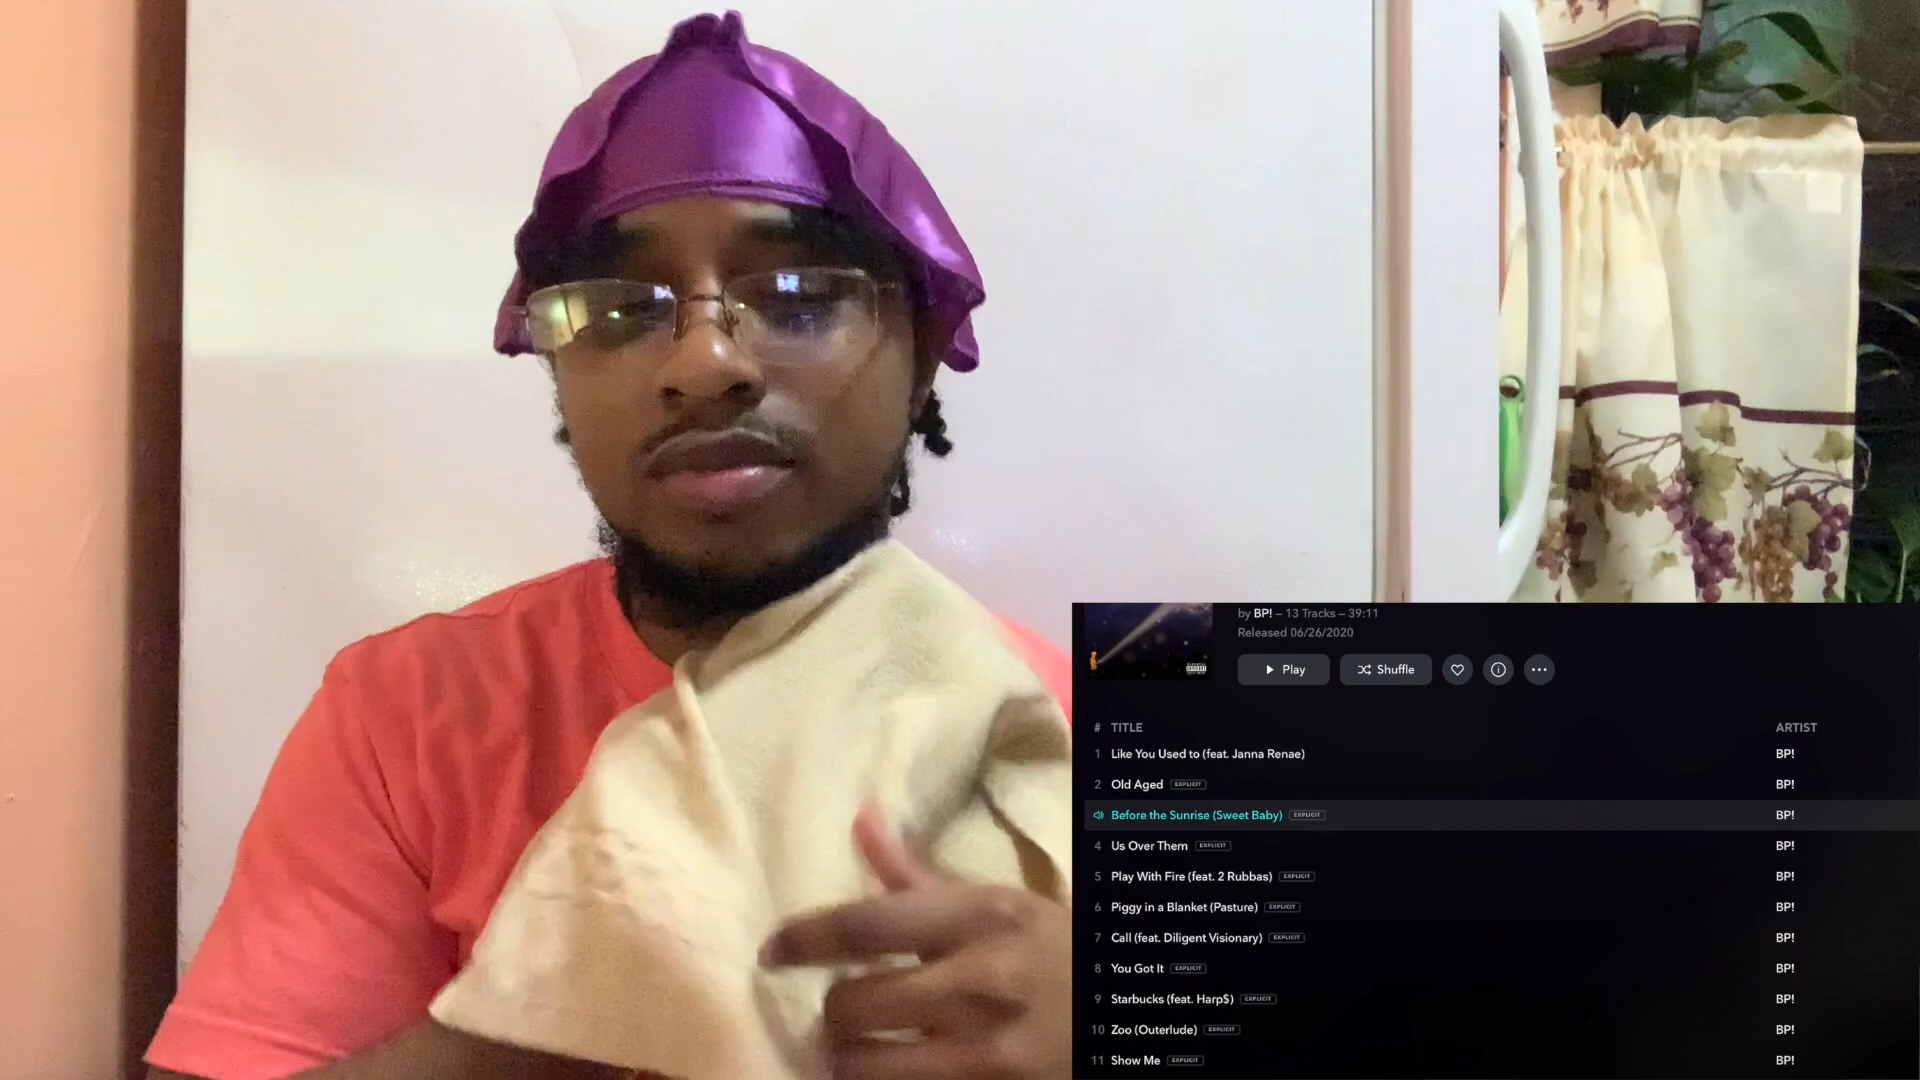 by BP! – 13 Tracks – 39:11
Released 06/26/2020
Play Shuffle
# TITLE ARTIST
1 Like You Used to (feat. Janna Renae) BP!
2 Old Aged EXPLICIT BP!
Before the Sunrise (Sweet Baby) EXPLICIT BP!
4 Us Over Them EXPLICIT BP!
5 Play With Fire (feat. 2 Rubbas) EXPLICIT BP!
6 Piggy in a Blanket (Pasture) EXPLICIT BP!
7 Call (feat. Diligent Visionary) EXPLICIT BP!
8 You Got It EXPLICIT BP!
9 Starbucks (feat. Harp$) EXPLICIT BP!
10 Zoo (Outerlude) EXPLICIT BP!
11 Show Me EXPLICIT BP!